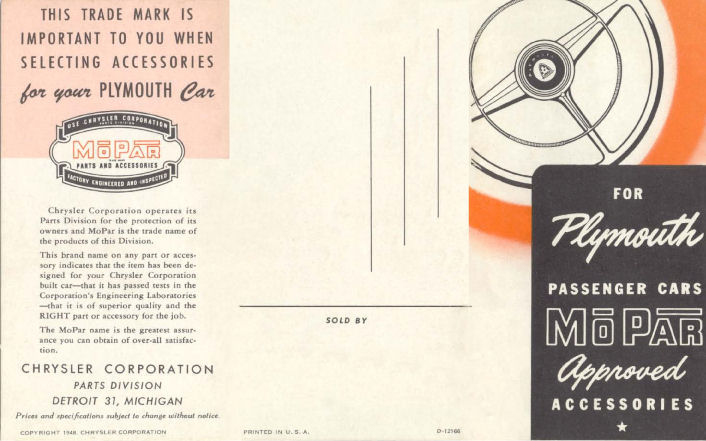 THIS TRADE MARK IS
IMPORTANT TO YOU WHEN
SELECTING ACCESSORIES
for your PLYMOUTH Car
USE CHRYSLER CORPORATION
PARTS DIVISION
MOPAR
PARTS AND ACCESSORIES
FACTORY ENGINEERED AND INSPECTED
Chrysler Corporation operates its
Parts Division for the protection of its
owners and MoPar is the trade name of
the products of this Division.
This brand name on any part or acces-
sory indicates that the item has been de-
signed for your Chrysler Corporation
built car—that it has passed tests in the
Corporation's Engineering Laboratories
—that it is of superior quality and the
RIGHT part or accessory for the job.
The MoPar name is the greatest assur-
ance you can obtain of over-all satisfac-
tion.
CHRYSLER CORPORATION
PARTS DIVISION
DETROIT 31, MICHIGAN
Prices and specifications subject to change without notice.
COPYRIGHT 1948, CHRYSLER CORPORATION
SOLD BY
PRINTED IN U. S. A.
D-12166
FOR
Plymouth
PASSENGER CARS
MOPAR
Approved
ACCESSORIES